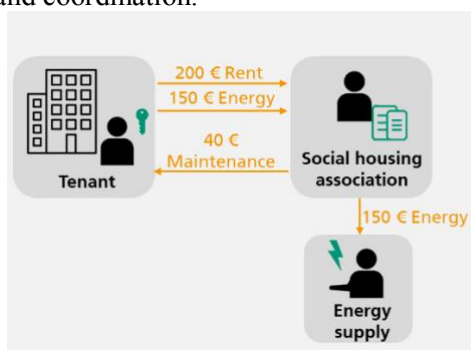 and coordination.
200 € Rent
150 € Energy
40 €
Maintenance
Tenant
Social housing
association
150 € Energy
Energy
supply